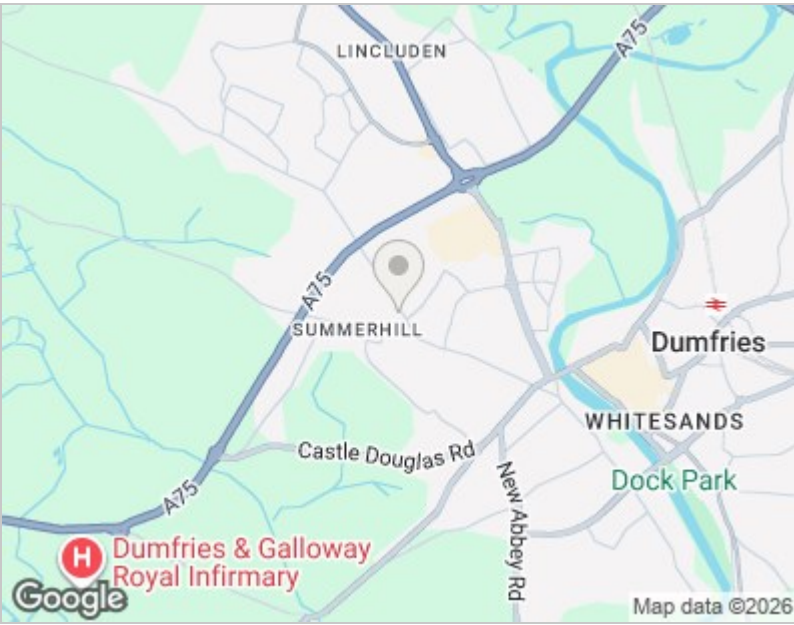 LINCLUDEN
A75
A75
SUMMERHILL
Dumfries
WHITESANDS
Castle Douglas Rd
Dock Park
New Abbey Rd
A75
H
Dumfries & Galloway
Royal Infirmary
Google
Map data ©2026